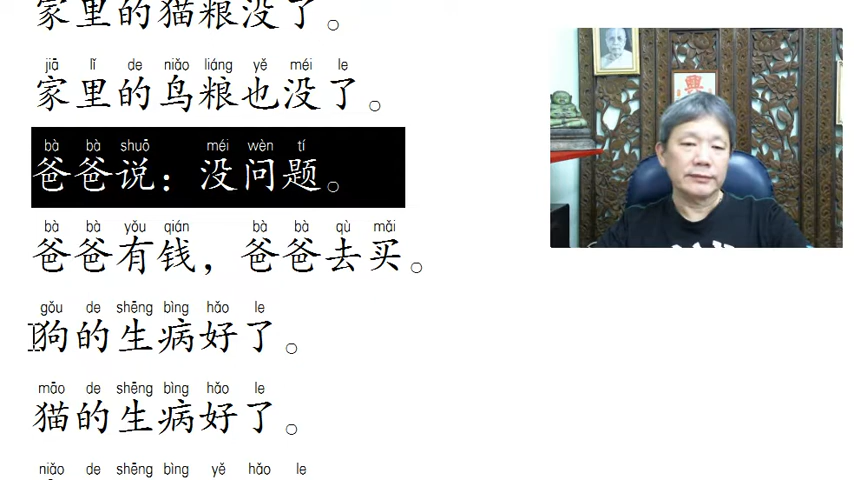 家里的猫粮没了。
jiā lǐ de niǎo liáng yě méi le
家里的鸟粮也没了。
bà bà shuō méi wèn tí
爸爸说：没问题。
bà bà yǒu qián bà bà qù mǎi
爸爸有钱，爸爸去买。
gǒu de shēng bìng hǎo le
狗的生病好了。
māo de shēng bìng hǎo le
猫的生病好了。
niǎo de shēng bìng yě hǎo le